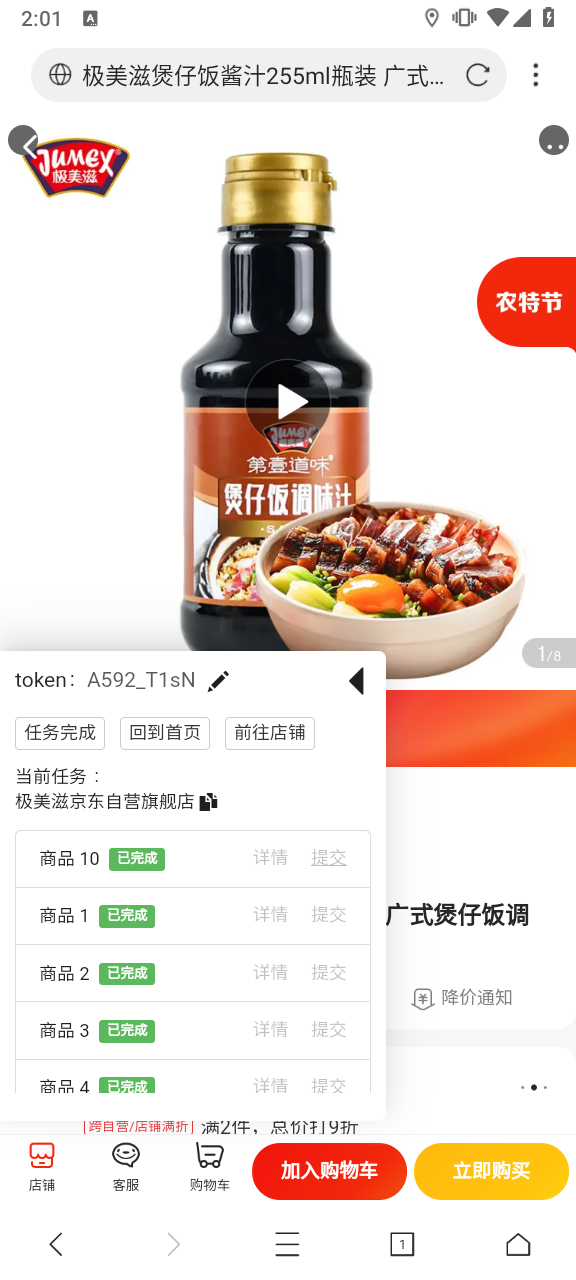 2:01
A
极美滋煲仔饭酱汁255ml瓶装 广式...
JUMEX®
极美滋
农特节
JUMEX
第壹道味®
煲仔饭调味汁
1/8
token： A592_T1sN
任务完成 回到首页 前往店铺
当前任务：
极美滋京东自营旗舰店
商品 10 已完成 详情 提交
商品 1 已完成 详情 提交
广式煲仔饭调
商品 2 已完成 详情 提交
降价通知
商品 3 已完成 详情 提交
商品 4 已完成 详情 提交
跨自营/店铺满折 满2件，总价打9折
店铺 客服 购物车 加入购物车 立即购买
1